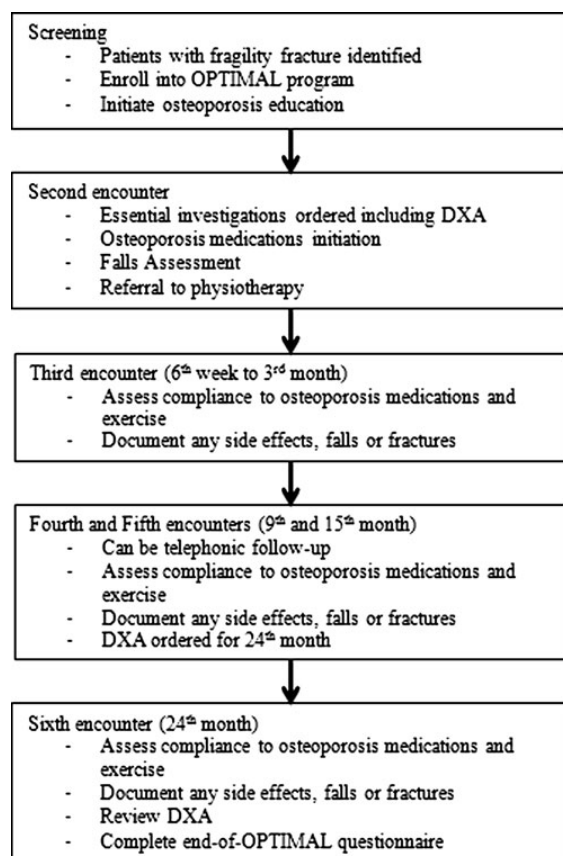 Screening
- Patients with fragility fracture identified
- Enroll into OPTIMAL program
- Initiate osteoporosis education
Second encounter
- Essential investigations ordered including DXA
- Osteoporosis medications initiation
- Falls Assessment
- Referral to physiotherapy
Third encounter (6th week to 3rd month)
- Assess compliance to osteoporosis medications and
exercise
- Document any side effects, falls or fractures
Fourth and Fifth encounters (9th and 15th month)
- Can be telephonic follow-up
- Assess compliance to osteoporosis medications and
exercise
- Document any side effects, falls or fractures
- DXA ordered for 24th month
Sixth encounter (24th month)
- Assess compliance to osteoporosis medications and
exercise
- Document any side effects, falls or fractures
- Review DXA
- Complete end-of-OPTIMAL questionnaire